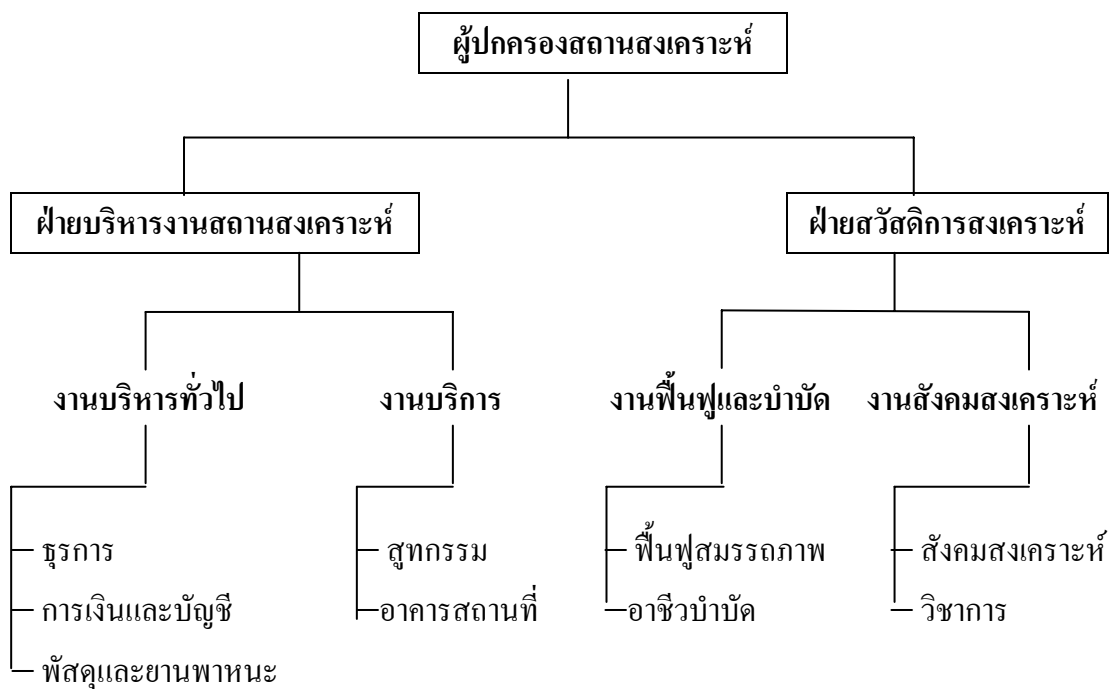 ผู้ปกครองสถานสงเคราะห์
ฝ่ายบริหารงานสถานสงเคราะห์
ฝ่ายสวัสดิการสงเคราะห์
งานบริหารทั่วไป
งานบริการ
งานฟื้นฟูและบำบัด
งานสังคมสงเคราะห์
ธุรการ
การเงินและบัญชี
พัสดุและยานพาหนะ
สูทกรรม
อาคารสถานที่
ฟื้นฟูสมรรถภาพ
อาชีวบำบัด
สังคมสงเคราะห์
วิชาการ